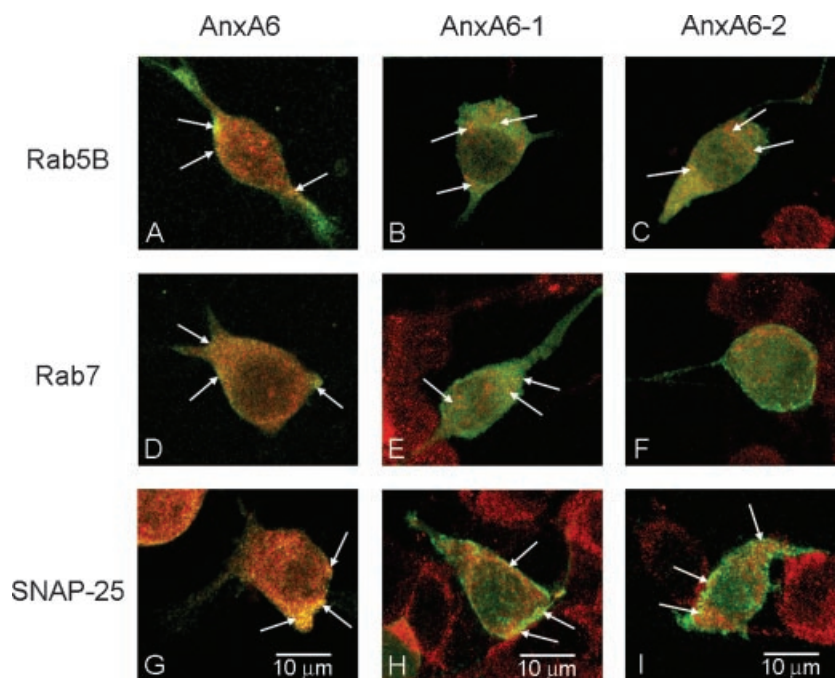 AnxA6 AnxA6-1 AnxA6-2
Rab5B
A B C
Rab7
D E F
SNAP-25
G 10 μm H 10 μm I 10 μm